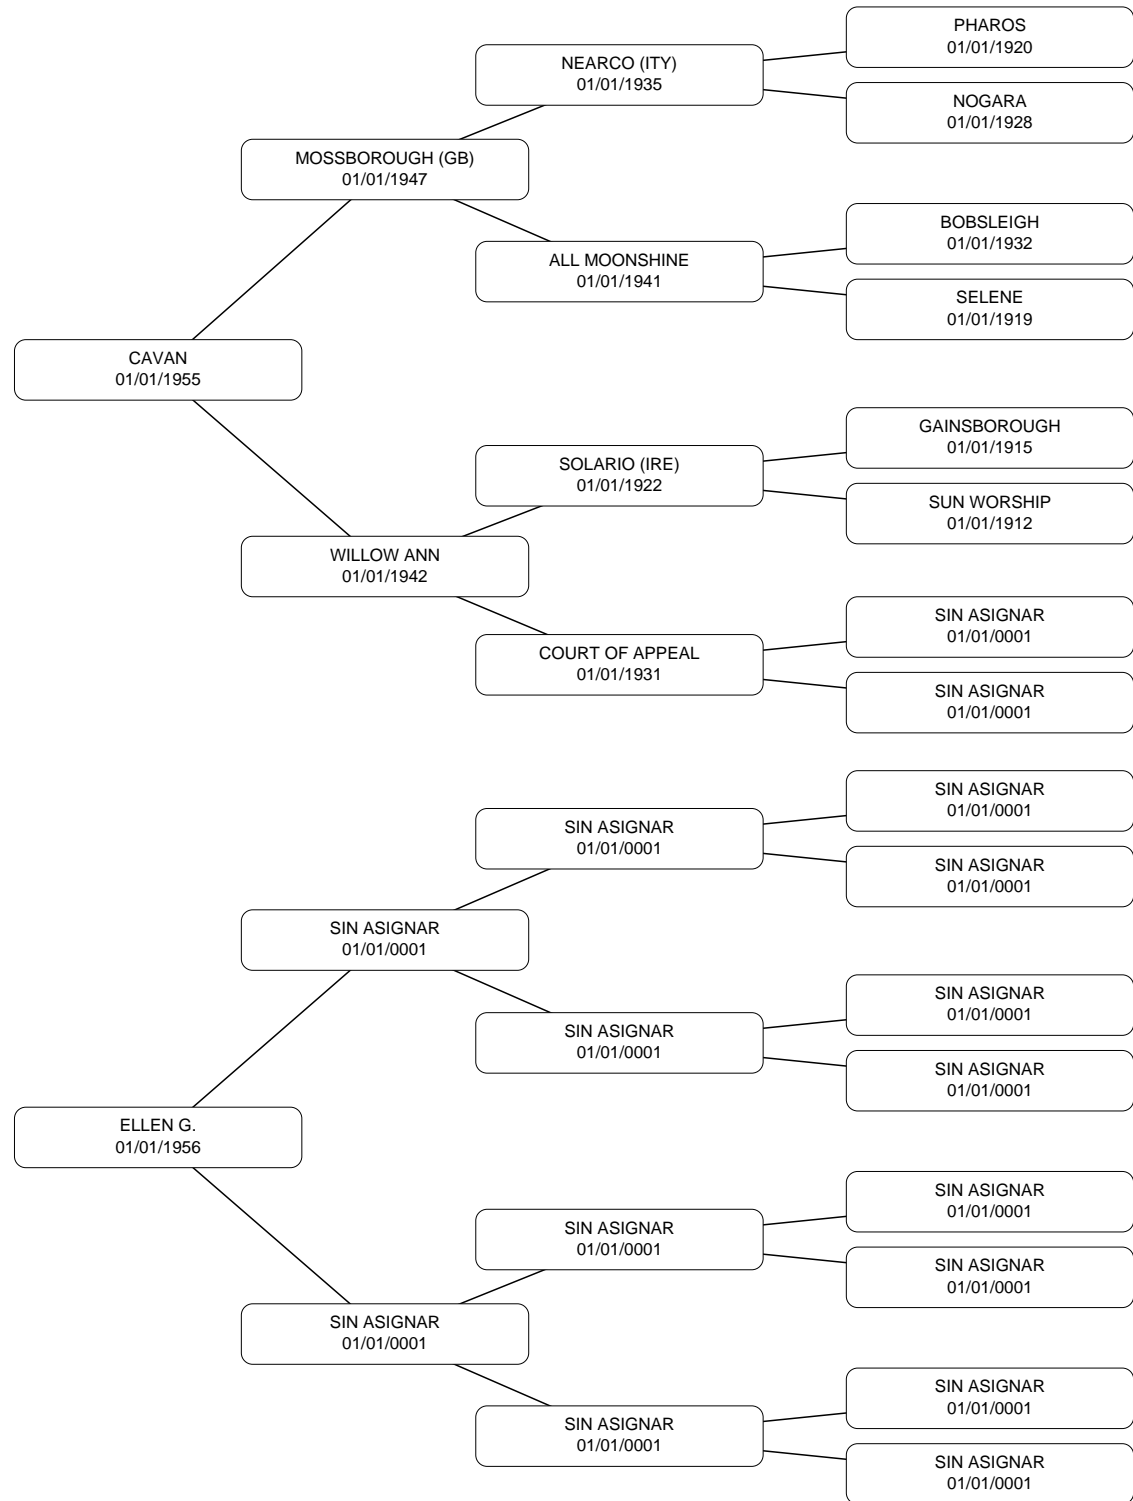 PHAROS
01/01/1920
NEARCO (ITY)
01/01/1935
NOGARA
01/01/1928
MOSSBOROUGH (GB)
01/01/1947
BOBSLEIGH
01/01/1932
ALL MOONSHINE
01/01/1941
SELENE
01/01/1919
CAVAN
01/01/1955
GAINSBOROUGH
01/01/1915
SOLARIO (IRE)
01/01/1922
SUN WORSHIP
01/01/1912
WILLOW ANN
01/01/1942
SIN ASIGNAR
01/01/0001
COURT OF APPEAL
01/01/1931
SIN ASIGNAR
01/01/0001
SIN ASIGNAR
01/01/0001
SIN ASIGNAR
01/01/0001
SIN ASIGNAR
01/01/0001
SIN ASIGNAR
01/01/0001
SIN ASIGNAR
01/01/0001
SIN ASIGNAR
01/01/0001
SIN ASIGNAR
01/01/0001
ELLEN G.
01/01/1956
SIN ASIGNAR
01/01/0001
SIN ASIGNAR
01/01/0001
SIN ASIGNAR
01/01/0001
SIN ASIGNAR
01/01/0001
SIN ASIGNAR
01/01/0001
SIN ASIGNAR
01/01/0001
SIN ASIGNAR
01/01/0001